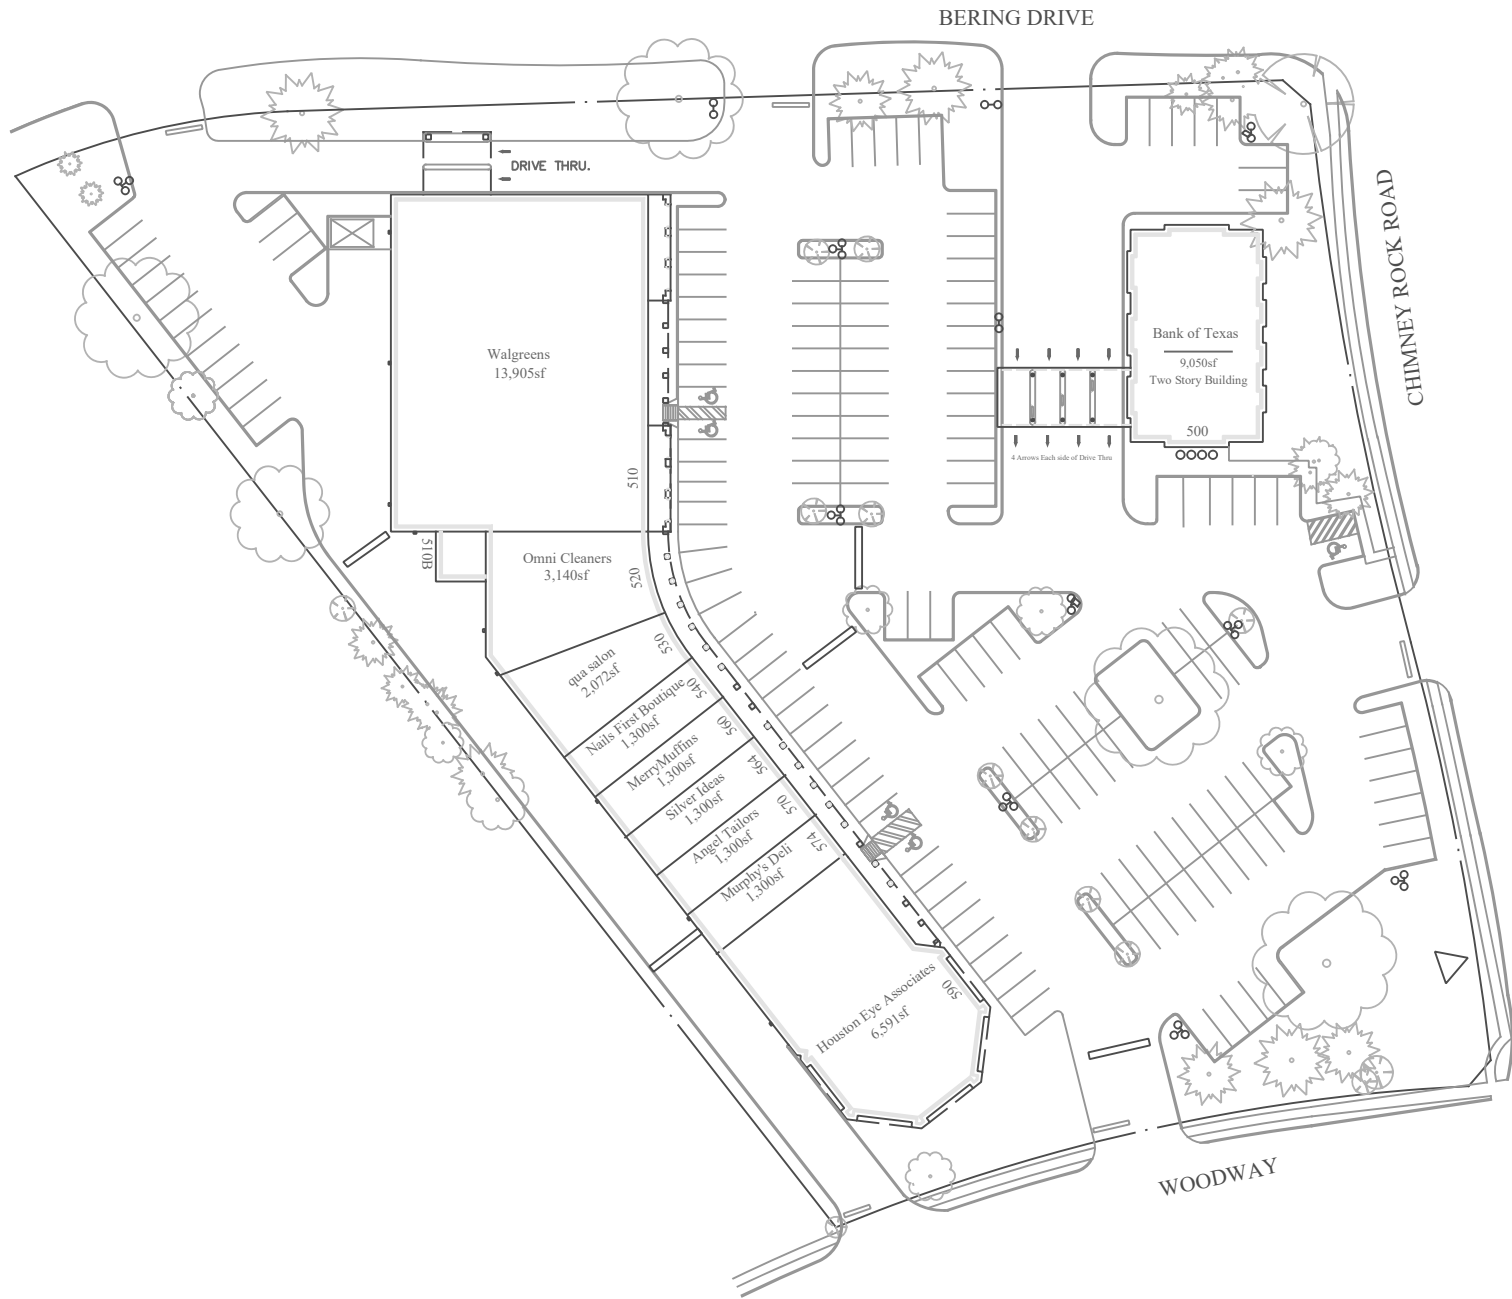 BERING DRIVE
DRIVE THRU.
CHIMNEY ROCK ROAD
Walgreens
13,905sf
Bank of Texas
9,050sf
Two Story Building
500
4 Arrows Each side of Drive Thru
510
510B
Omni Cleaners
3,140sf
520
qua salon
2,072sf
530
Nails First Boutique
1,300sf
540
MerryMuffins
1,300sf
560
Silver Ideas
1,300sf
564
Angel Tailors
1,300sf
570
Murphy's Deli
1,300sf
574
Houston Eye Associates
6,591sf
590
WOODWAY